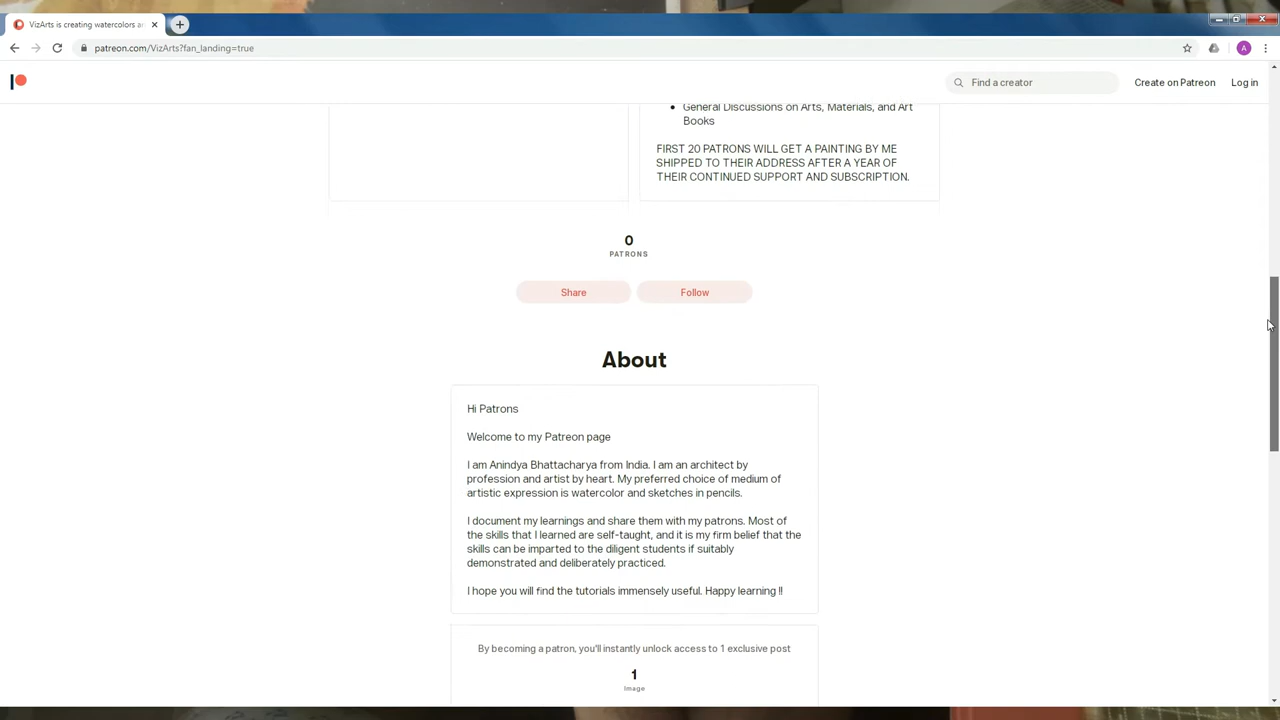 VizArts is creating watercolors a
patreon.com/VizArts?fan_landing=true
A
Find a creator
Create on Patreon
Log in
General Discussions on Arts, Materials, and Art
Books
FIRST 20 PATRONS WILL GET A PAINTING BY ME
SHIPPED TO THEIR ADDRESS AFTER A YEAR OF
THEIR CONTINUED SUPPORT AND SUBSCRIPTION.
0
PATRONS
Share
Follow
About
Hi Patrons
Welcome to my Patreon page
I am Anindya Bhattacharya from India. I am an architect by
profession and artist by heart. My preferred choice of medium of
artistic expression is watercolor and sketches in pencils.
I document my learnings and share them with my patrons. Most of
the skills that I learned are self-taught, and it is my firm belief that the
skills can be imparted to the diligent students if suitably
demonstrated and deliberately practiced.
I hope you will find the tutorials immensely useful. Happy learning !!
By becoming a patron, you'll instantly unlock access to 1 exclusive post
1
Image